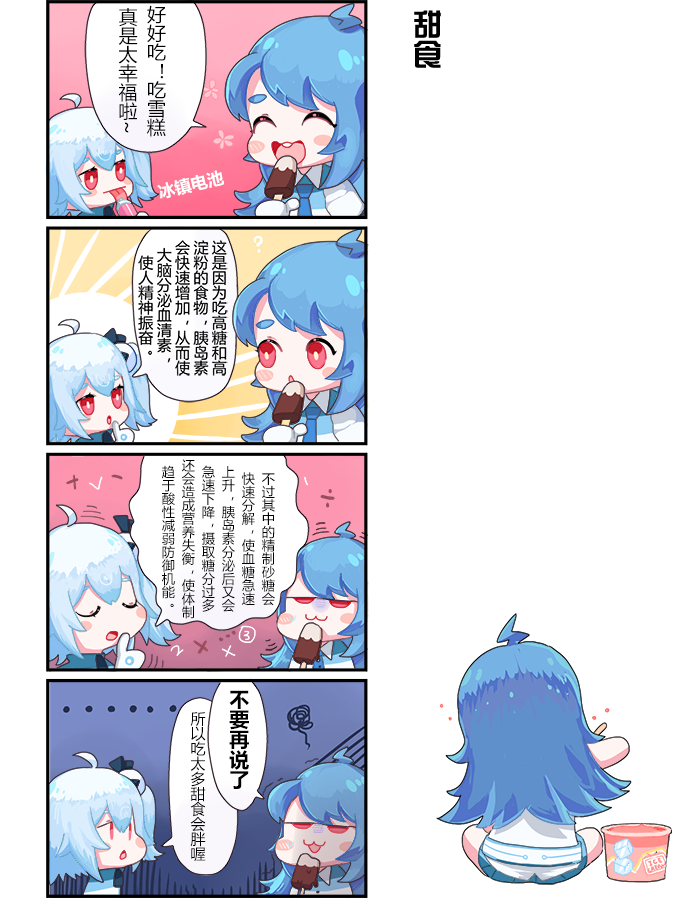 甜食
好好吃！吃雪糕
真是太幸福啦~
冰镇电池
这是因为吃高糖和高
淀粉的食物，胰岛素
会快速增加，从而使
大脑分泌血清素，
使人精神振奋。
不过其中的精制砂糖会
快速分解，使血糖急速
上升，胰岛素分泌后又会
急速下降，摄取糖分过多
还会造成营养失衡，使体制
趋于酸性减弱防御机能。
2
3
不要再说了
所以吃太多甜食会胖喔
ICE